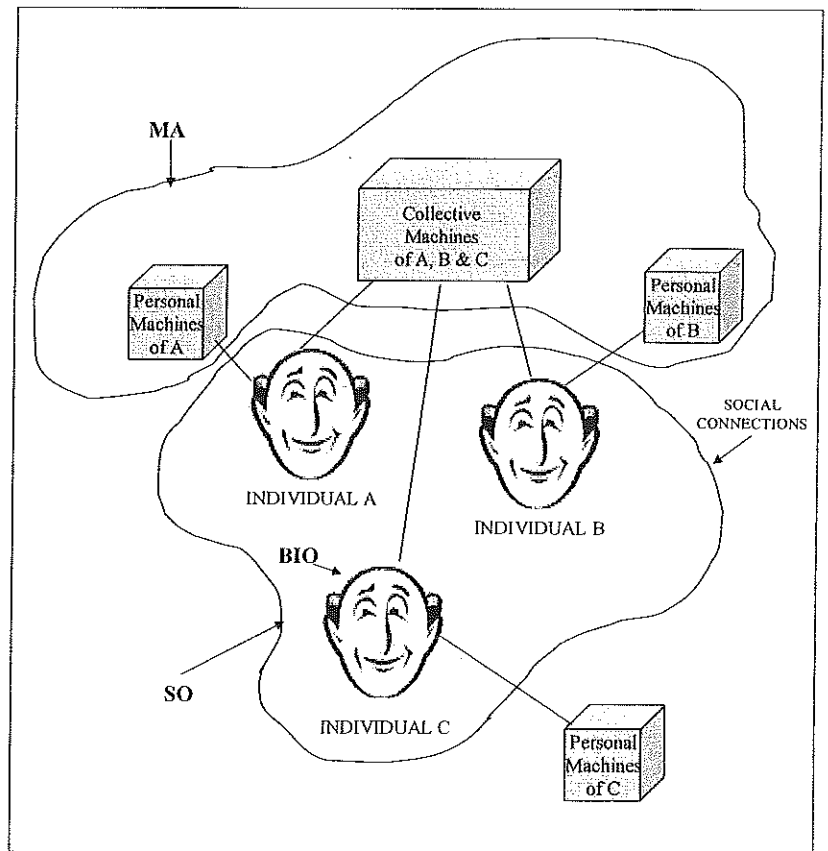 MA
Collective
Machines
of A, B & C
Personal
Machines
of A
Personal
Machines
of B
SOCIAL
CONNECTIONS
INDIVIDUAL A
INDIVIDUAL B
BIO
SO
INDIVIDUAL C
Personal
Machines
of C